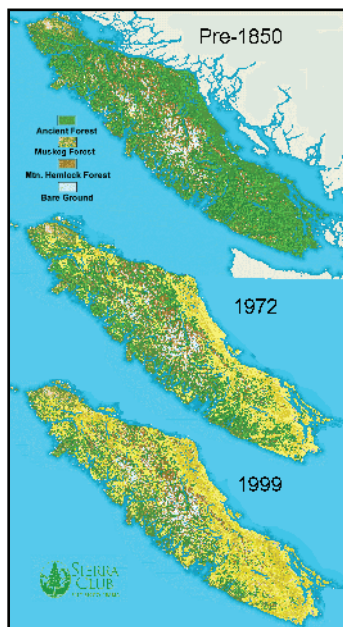 Pre-1850
Ancient Forest
Muskeg Forest
Mtn. Hemlock Forest
Bare Ground
1972
1999
SIERRA
CLUB